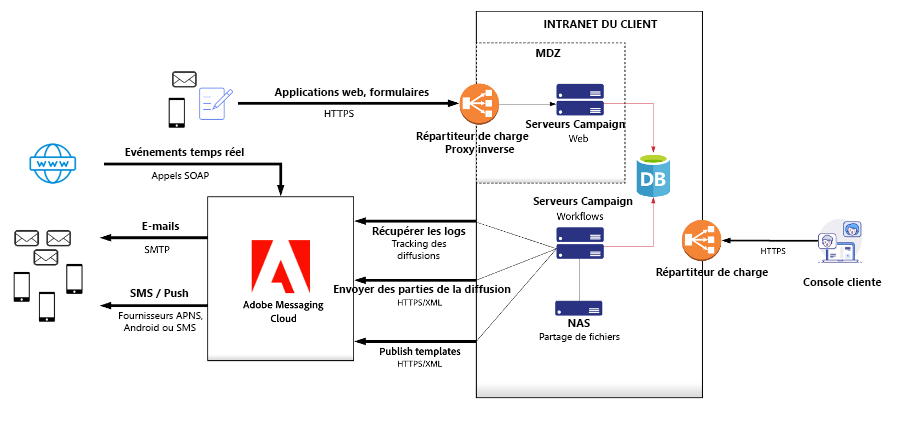 INTRANET DU CLIENT
MDZ
Applications web, formulaires
HTTPS
Répartiteur de charge
Proxy inverse
Serveurs Campaign
Web
WWW
Evénements temps réel
Appels SOAP
DB
E-mails
SMTP
Récupérer les logs
Tracking des
diffusions
Serveurs Campaign
Workflows
HTTPS
Répartiteur de charge
Console cliente
SMS / Push
Fournisseurs APNS,
Android ou SMS
Adobe Messaging
Cloud
Envoyer des parties de la diffusion
HTTPS/XML
NAS
Partage de fichiers
Publish templates
HTTPS/XML